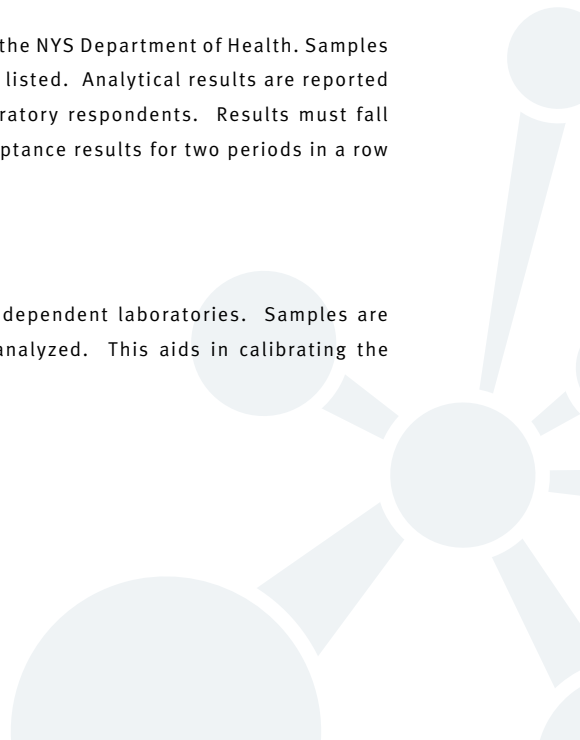 the NYS Department of Health. Samples
listed. Analytical results are reported
ratory respondents. Results must fall
ptance results for two periods in a row
dependent laboratories. Samples are
analyzed. This aids in calibrating the